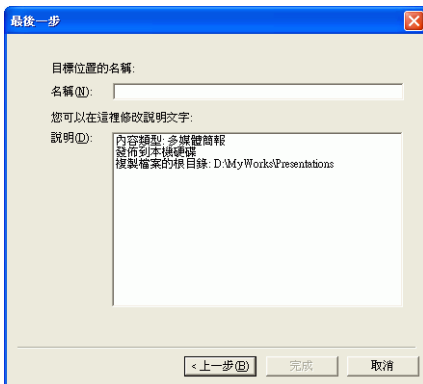 最後一步
目標位置的名稱:
名稱(N):
您可以在這裡修改說明文字:
說明(D):
內容類型: 多媒體簡報
發佈到本機硬碟
複製檔案的根目錄: D:\MyWorks\Presentations
<上一步(B)
完成
取消